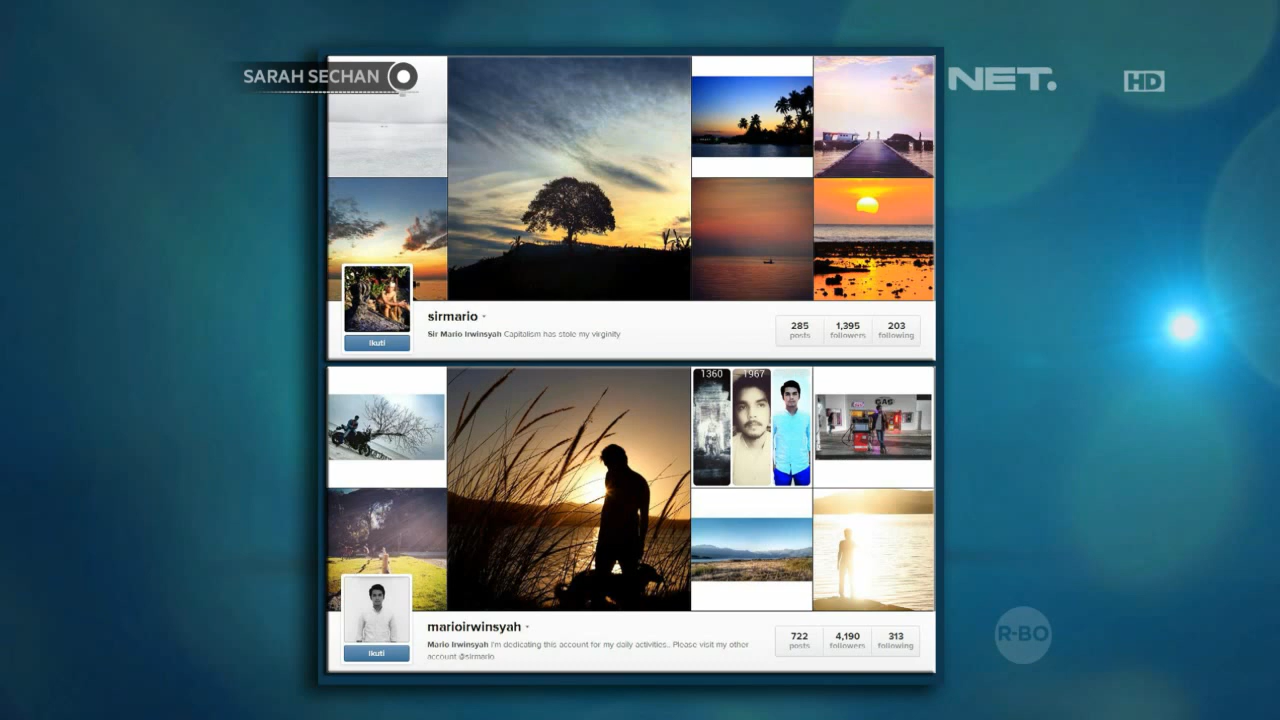 SARAH SECHAN
NET.
HD
sirmario
Sir Mario Irwinsyah Capitalism has stole my virginity
285
posts
1,395
followers
203
following
Ikuti
1360
1967
GAS
marioirwinsyah
Mario Irwinsyah I'm dedicating this account for my daily activities.. Please visit my other
account @sirmario
722
posts
4,190
followers
313
following
Ikuti
R-BO